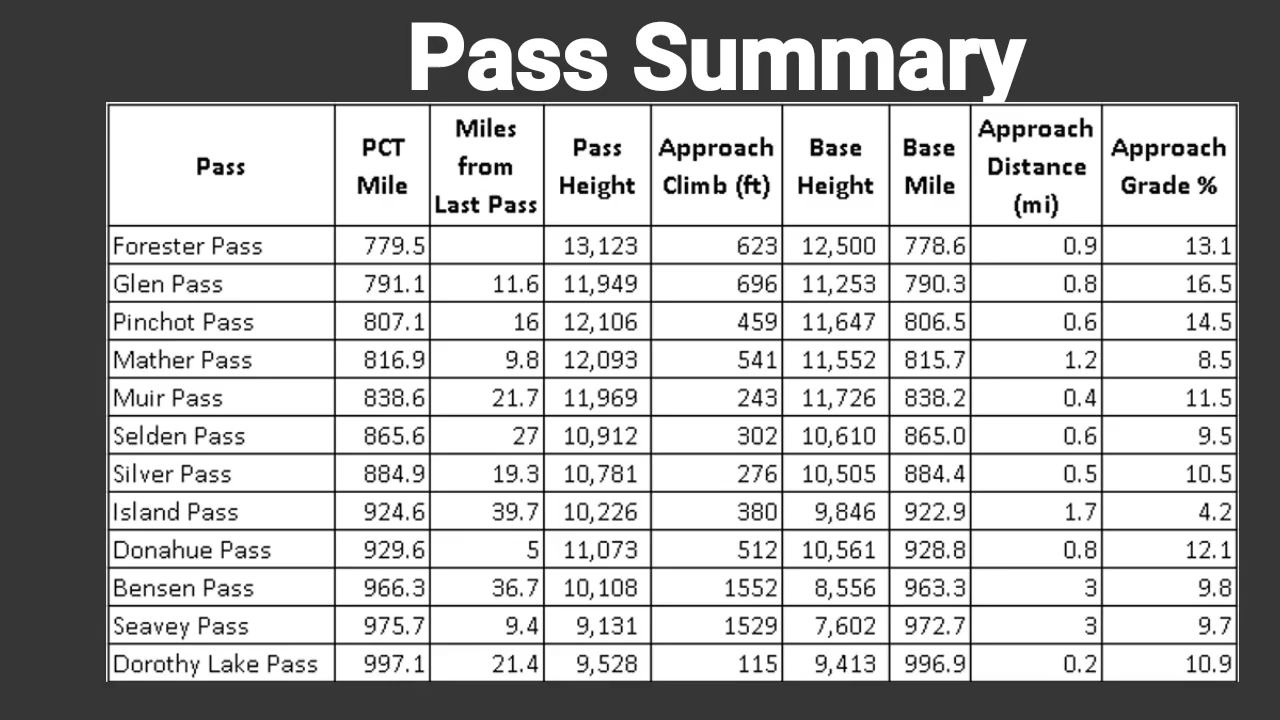 Pass Summary
Pass PCT Mile Miles from Last Pass Pass Height Approach Climb (ft) Base Height Base Mile Approach Distance (mi) Approach Grade %
Forester Pass 779.5 13,123 623 12,500 778.6 0.9 13.1
Glen Pass 791.1 11.6 11,949 696 11,253 790.3 0.8 16.5
Pinchot Pass 807.1 16 12,106 459 11,647 806.5 0.6 14.5
Mather Pass 816.9 9.8 12,093 541 11,552 815.7 1.2 8.5
Muir Pass 838.6 21.7 11,969 243 11,726 838.2 0.4 11.5
Selden Pass 865.6 27 10,912 302 10,610 865.0 0.6 9.5
Silver Pass 884.9 19.3 10,781 276 10,505 884.4 0.5 10.5
Island Pass 924.6 39.7 10,226 380 9,846 922.9 1.7 4.2
Donahue Pass 929.6 5 11,073 512 10,561 928.8 0.8 12.1
Bensen Pass 966.3 36.7 10,108 1552 8,556 963.3 3 9.8
Seavey Pass 975.7 9.4 9,131 1529 7,602 972.7 3 9.7
Dorothy Lake Pass 997.1 21.4 9,528 115 9,413 996.9 0.2 10.9